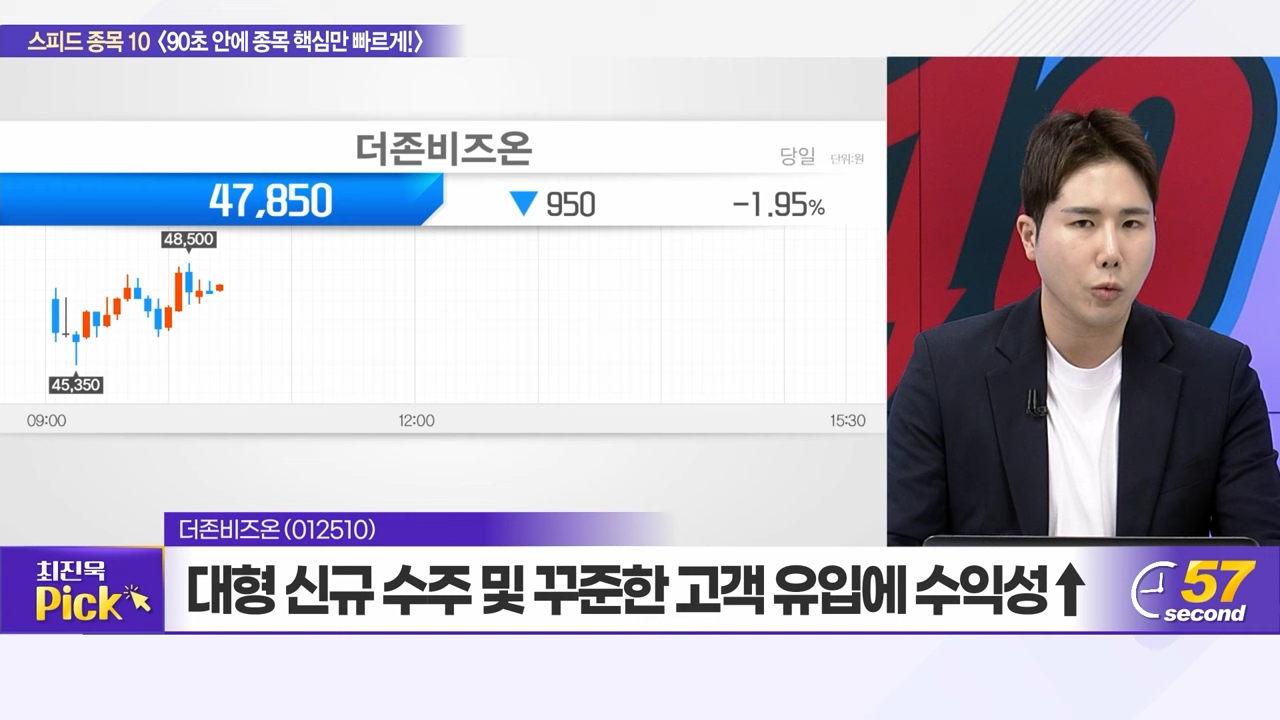 스피드 종목 10 〈90초 안에 종목 핵심만 빠르게!〉
더존비즈온
당일 단위:원
47,850 ▼ 950 -1.95%
48,500
45,350
09:00 12:00 15:30
더존비즈온(012510)
최진욱
Pick
대형 신규 수주 및 꾸준한 고객 유입에 수익성↑
57
second
10